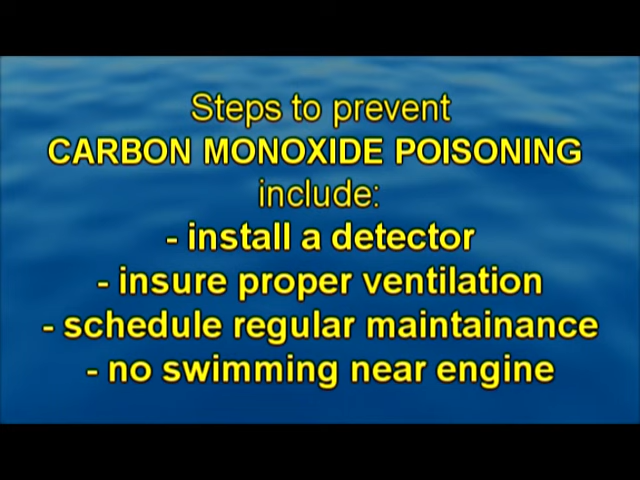 Steps to prevent
CARBON MONOXIDE POISONING
include:
- install a detector
- insure proper ventilation
- schedule regular maintainance
- no swimming near engine